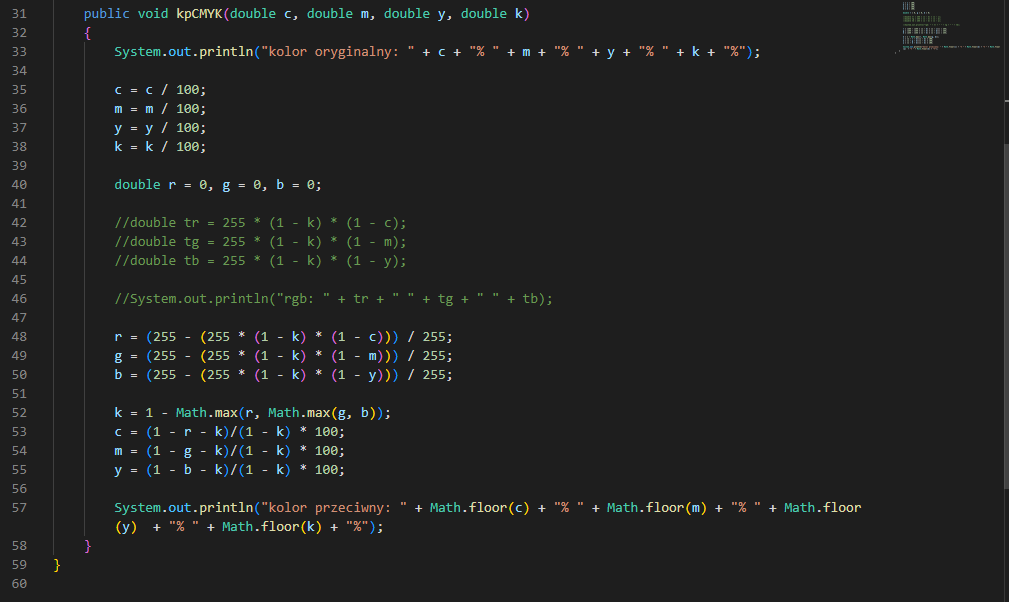 31 public void kpCMYK(double c, double m, double y, double k)
32 {
33 System.out.println("kolor oryginalny: " + c + "% " + m + "% " + y + "% " + k + "%");
34
35 c = c / 100;
36 m = m / 100;
37 y = y / 100;
38 k = k / 100;
39
40 double r = 0, g = 0, b = 0;
41
42 //double tr = 255 * (1 - k) * (1 - c);
43 //double tg = 255 * (1 - k) * (1 - m);
44 //double tb = 255 * (1 - k) * (1 - y);
45
46 //System.out.println("rgb: " + tr + " " + tg + " " + tb);
47
48 r = (255 - (255 * (1 - k) * (1 - c))) / 255;
49 g = (255 - (255 * (1 - k) * (1 - m))) / 255;
50 b = (255 - (255 * (1 - k) * (1 - y))) / 255;
51
52 k = 1 - Math.max(r, Math.max(g, b));
53 c = (1 - r - k)/(1 - k) * 100;
54 m = (1 - g - k)/(1 - k) * 100;
55 y = (1 - b - k)/(1 - k) * 100;
56
57 System.out.println("kolor przeciwny: " + Math.floor(c) + "% " + Math.floor(m) + "% " + Math.floor
(y)  + "% " + Math.floor(k) + "%");
58 }
59 }
60